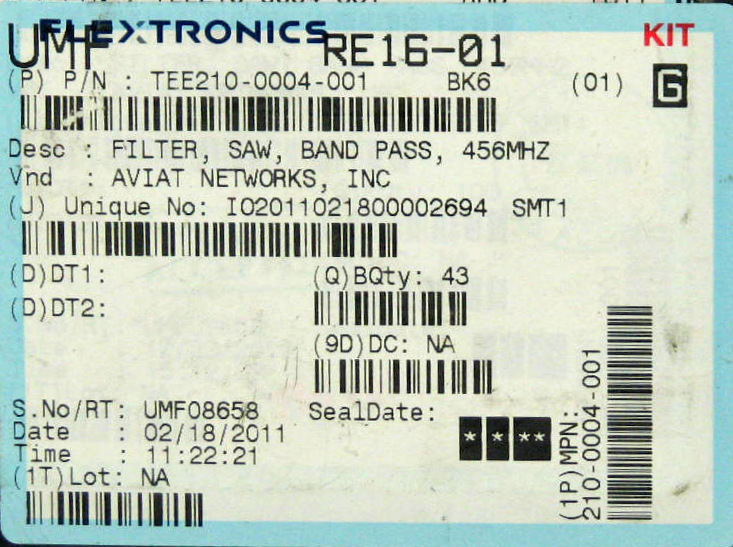 FLEXTRONICS
UMF RE16-01 KIT
(P) P/N : TEE210-0004-001 BK6 (01) G
Desc : FILTER, SAW, BAND PASS, 456MHZ
Vnd : AVIAT NETWORKS, INC
(J) Unique No: IO2011021800002694 SMT1
(D)DT1: (Q)BQty: 43
(D)DT2:
(9D)DC: NA
S.No/RT: UMF08658 SealDate:
Date : 02/18/2011 * * **
Time : 11:22:21
(1T)Lot: NA
(1P)MPN:
210-0004-001